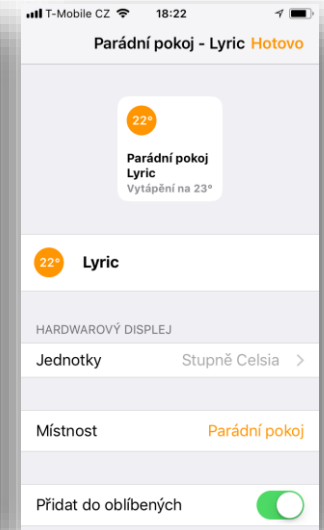 T-Mobile CZ 18:22
Parádní pokoj - Lyric Hotovo
22°
Parádní pokoj
Lyric
Vytápění na 23°
22° Lyric
HARDWAROVÝ DISPLEJ
Jednotky Stupně Celsia
Místnost Parádní pokoj
Přidat do oblíbených